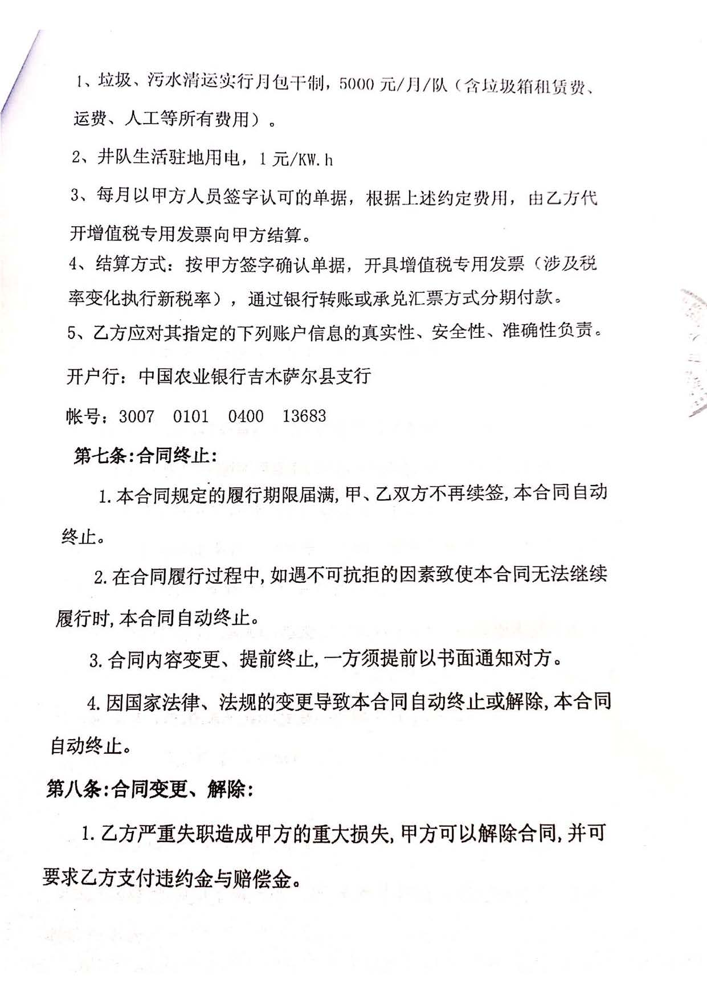 1、垃圾、污水清运实行月包干制，5000 元/月/队（含垃圾箱租赁费、
运费、人工等所有费用）。
2、井队生活驻地用电，1 元/KW.h
3、每月以甲方人员签字认可的单据，根据上述约定费用，由乙方代
开增值税专用发票向甲方结算。
4、结算方式：按甲方签字确认单据，开具增值税专用发票（涉及税
率变化执行新税率），通过银行转账或承兑汇票方式分期付款。
5、乙方应对其指定的下列账户信息的真实性、安全性、准确性负责。
开户行：中国农业银行吉木萨尔县支行
帐号：3007 0101 0400 13683
第七条:合同终止:
1.本合同规定的履行期限届满,甲、乙双方不再续签,本合同自动
终止。
2.在合同履行过程中,如遇不可抗拒的因素致使本合同无法继续
履行时,本合同自动终止。
3.合同内容变更、提前终止,一方须提前以书面通知对方。
4.因国家法律、法规的变更导致本合同自动终止或解除,本合同
自动终止。
第八条:合同变更、解除:
1.乙方严重失职造成甲方的重大损失,甲方可以解除合同,并可
要求乙方支付违约金与赔偿金。